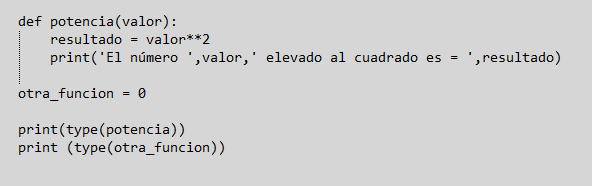 def potencia(valor):
    resultado = valor**2
    print('El número ',valor,' elevado al cuadrado es = ',resultado)

otra_funcion = 0

print(type(potencia))
print (type(otra_funcion))